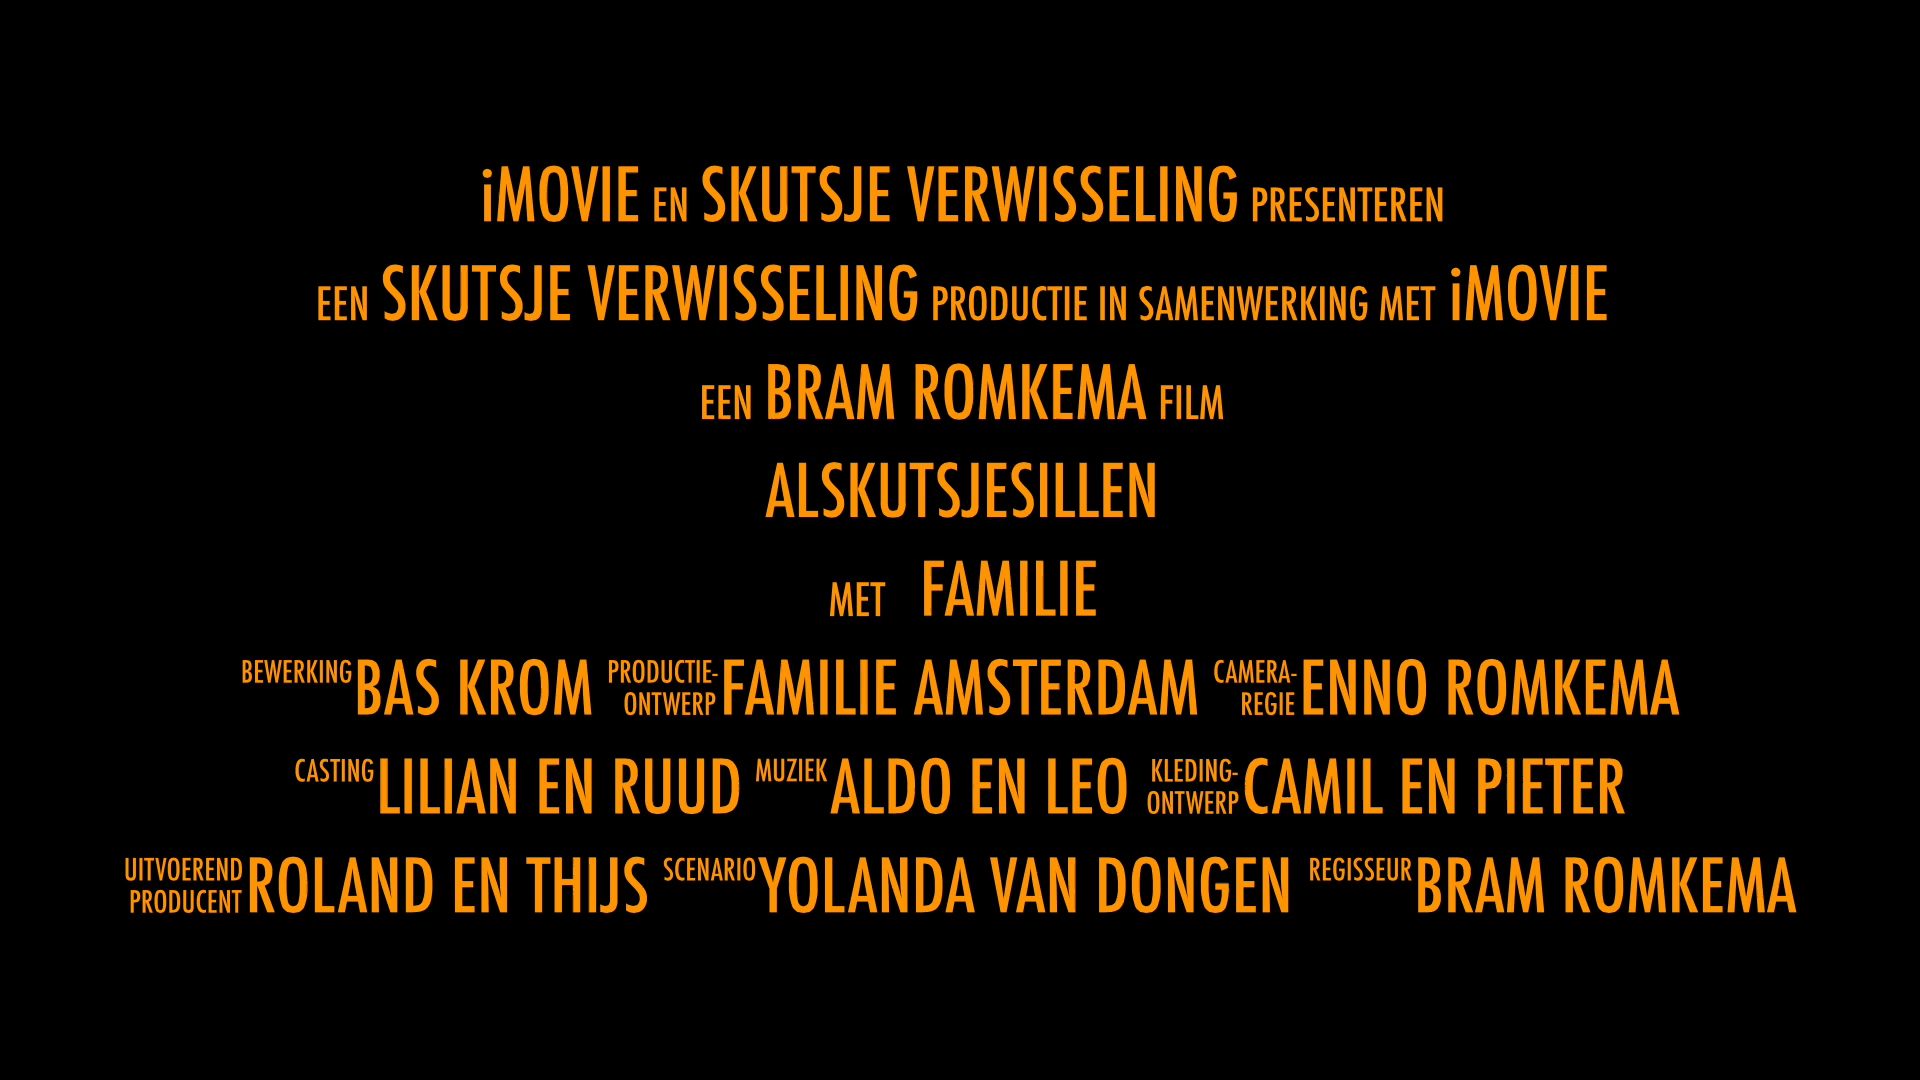 iMOVIE EN SKUTSJE VERWISSELING PRESENTEREN
EEN SKUTSJE VERWISSELING PRODUCTIE IN SAMENWERKING MET iMOVIE
EEN BRAM ROMKEMA FILM
ALSKUTSJESILLEN
MET FAMILIE
BEWERKING BAS KROM PRODUCTIE-ONTWERP FAMILIE AMSTERDAM CAMERA-REGIE ENNO ROMKEMA
CASTING LILIAN EN RUUD MUZIEK ALDO EN LEO KLEDING-ONTWERP CAMIL EN PIETER
UITVOEREND PRODUCENT ROLAND EN THIJS SCENARIO YOLANDA VAN DONGEN REGISSEUR BRAM ROMKEMA